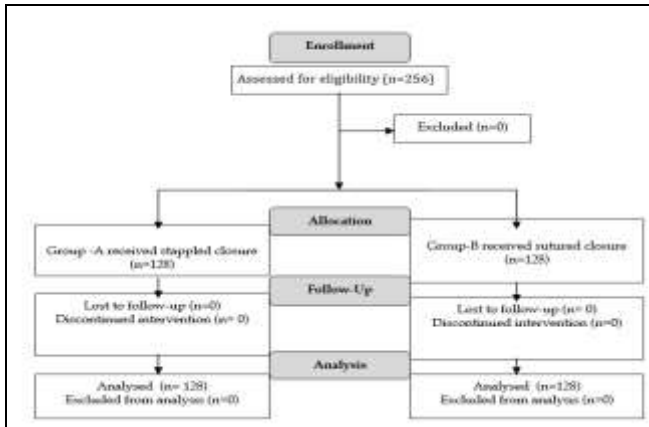 Enrollment
Assessed for eligibility (n=256)
Excluded (n=0)
Allocation
Group -A received stappled closure
(n=128)
Group-B received sutured closure
(n=128)
Follow-Up
Lost to follow-up (n=0)
Discontinued intervention (n= 0)
Lost to follow-up (n= 0)
Discontinued intervention (n=0)
Analysis
Analysed (n= 128)
Excluded from analysis (n=0)
Analysed (n=128)
Excluded from analysis (n=0)